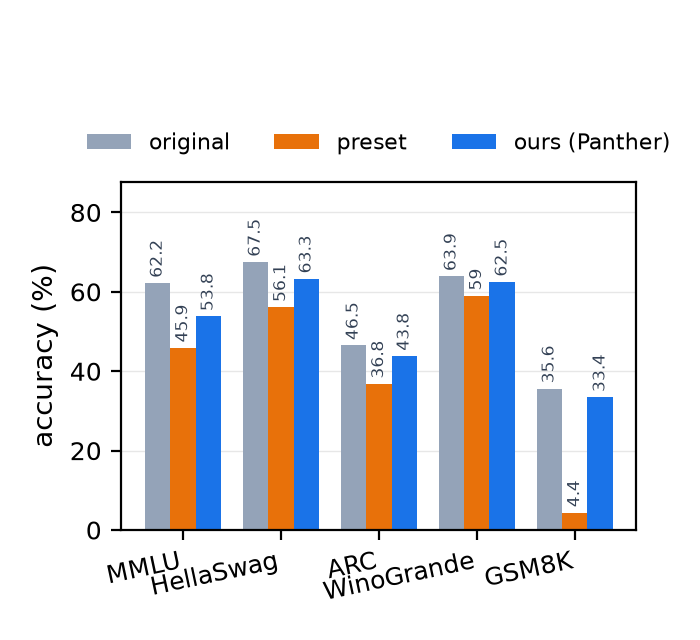 original preset ours (Panther)
accuracy (%)
80
60
40
20
0
62.2 45.9 53.8
67.5 56.1 63.3
46.5 36.8 43.8
63.9 59 62.5
35.6 4.4 33.4
MMLU
HellaSwag
ARC
WinoGrande
GSM8K